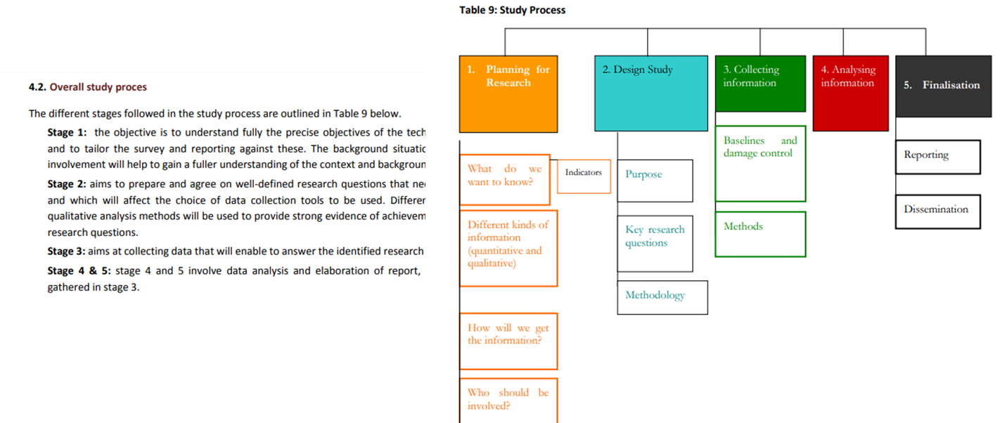 4.2. Overall study proces
The different stages followed in the study process are outlined in Table 9 below.
Stage 1: the objective is to understand fully the precise objectives of the tech
and to tailor the survey and reporting against these. The background situatic
involvement will help to gain a fuller understanding of the context and backgroun
Stage 2: aims to prepare and agree on well-defined research questions that ne
and which will affect the choice of data collection tools to be used. Differer
qualitative analysis methods will be used to provide strong evidence of achievem
research questions.
Stage 3: aims at collecting data that will enable to answer the identified research
Stage 4 & 5: stage 4 and 5 involve data analysis and elaboration of report,
gathered in stage 3.
Table 9: Study Process
1. Planning for
Research
2. Design Study
3. Collecting
information
4. Analysing
information
5. Finalisation
What do we
want to know?
Indicators
Different kinds of
information
(quantitative and
qualitative)
How will we get
the information?
Who should be
involved?
Purpose
Key research
questions
Methodology
Baselines and
damage control
Methods
Reporting
Dissemination